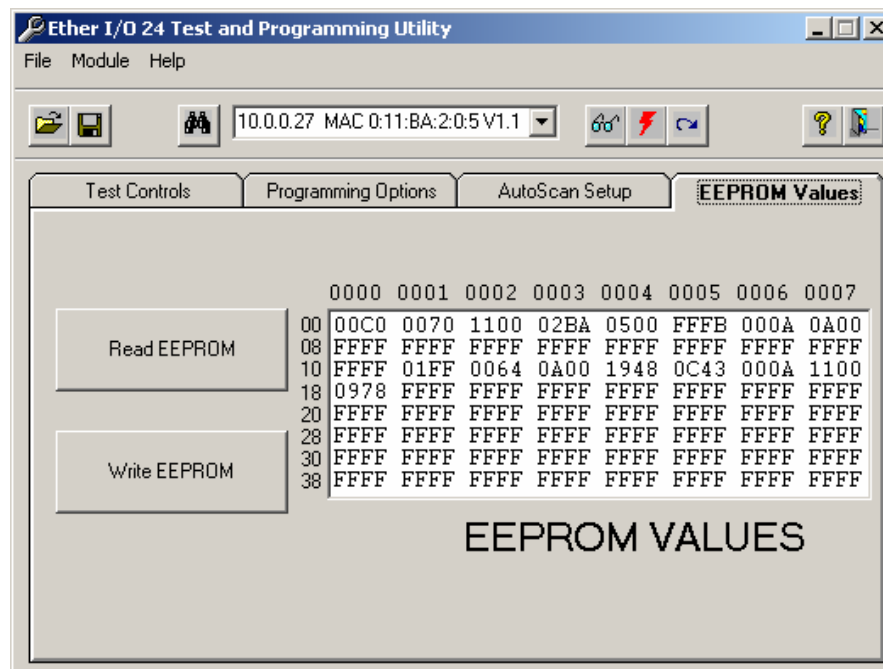 Ether I/O 24 Test and Programming Utility
File Module Help
10.0.0.27 MAC 0:11:BA:2:0:5 V1.1
Test Controls Programming Options AutoScan Setup EEPROM Values
0000 0001 0002 0003 0004 0005 0006 0007
00 00C0 0070 1100 02BA 0500 FFFB 000A 0A00
08 FFFF FFFF FFFF FFFF FFFF FFFF FFFF FFFF
10 FFFF 01FF 0064 0A00 1948 0C43 000A 1100
18 0978 FFFF FFFF FFFF FFFF FFFF FFFF FFFF
20 FFFF FFFF FFFF FFFF FFFF FFFF FFFF FFFF
28 FFFF FFFF FFFF FFFF FFFF FFFF FFFF FFFF
30 FFFF FFFF FFFF FFFF FFFF FFFF FFFF FFFF
38 FFFF FFFF FFFF FFFF FFFF FFFF FFFF FFFF
Read EEPROM
Write EEPROM
EEPROM VALUES